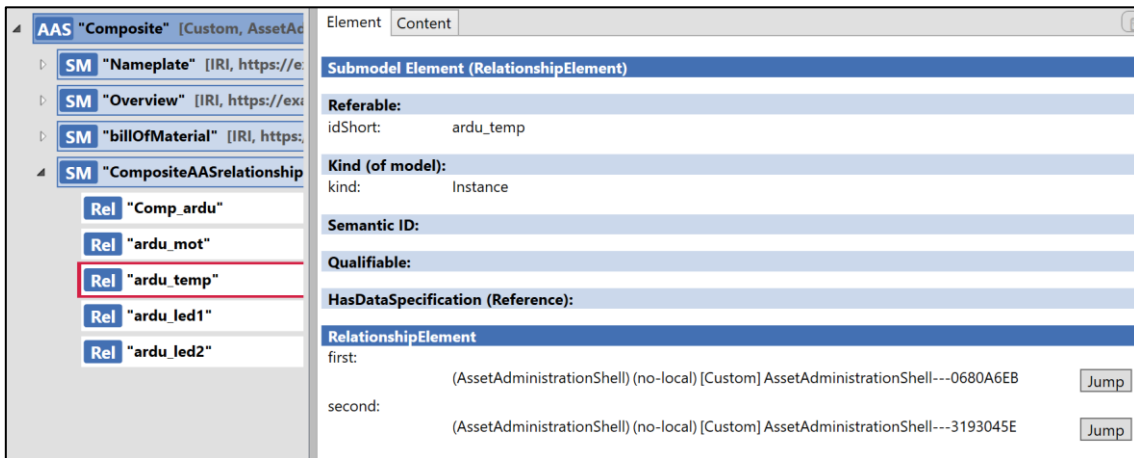 AAS "Composite" [Custom, AssetAd
SM "Nameplate" [IRI, https://e
SM "Overview" [IRI, https://exa
SM "billOfMaterial" [IRI, https:
SM "CompositeAASrelationship
Rel "Comp_ardu"
Rel "ardu_mot"
Rel "ardu_temp"
Rel "ardu_led1"
Rel "ardu_led2"
Element Content
Submodel Element (RelationshipElement)
Referable:
idShort: ardu_temp
Kind (of model):
kind: Instance
Semantic ID:
Qualifiable:
HasDataSpecification (Reference):
RelationshipElement
first:
(AssetAdministrationShell) (no-local) [Custom] AssetAdministrationShell---0680A6EB Jump
second:
(AssetAdministrationShell) (no-local) [Custom] AssetAdministrationShell---3193045E Jump